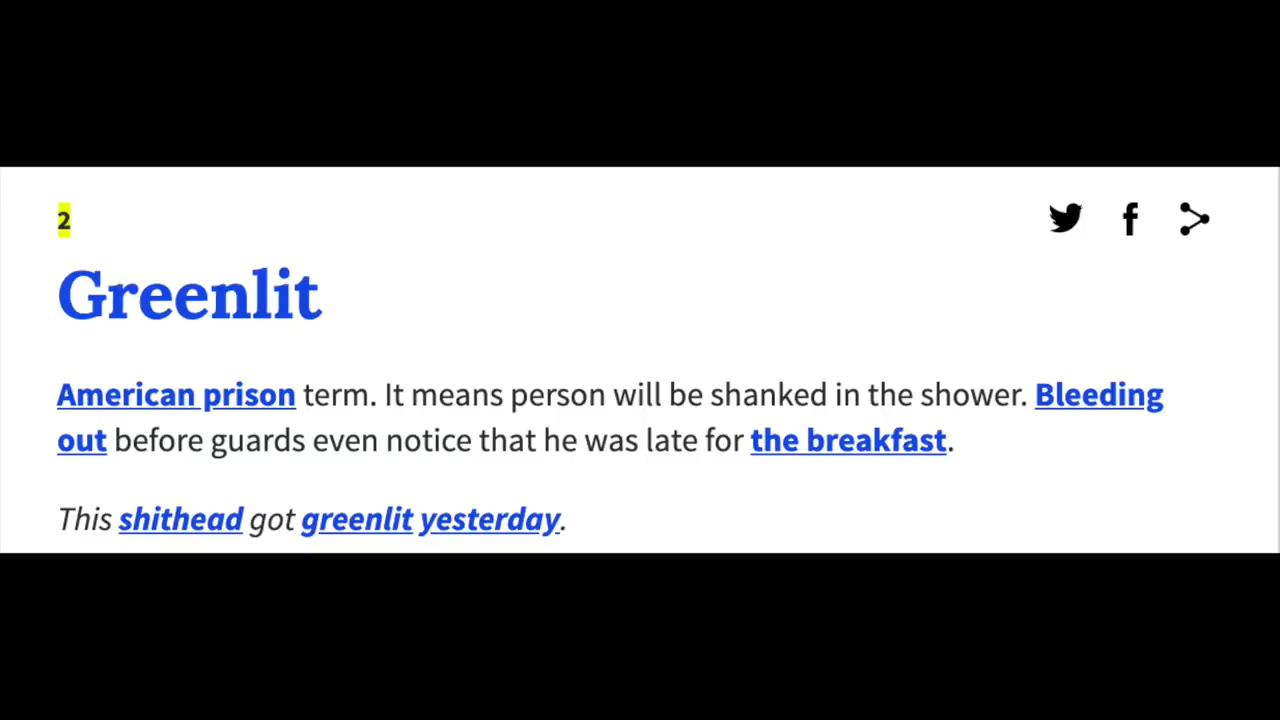 2
Greenlit
American prison term. It means person will be shanked in the shower. Bleeding
out before guards even notice that he was late for the breakfast.
This shithead got greenlit yesterday.